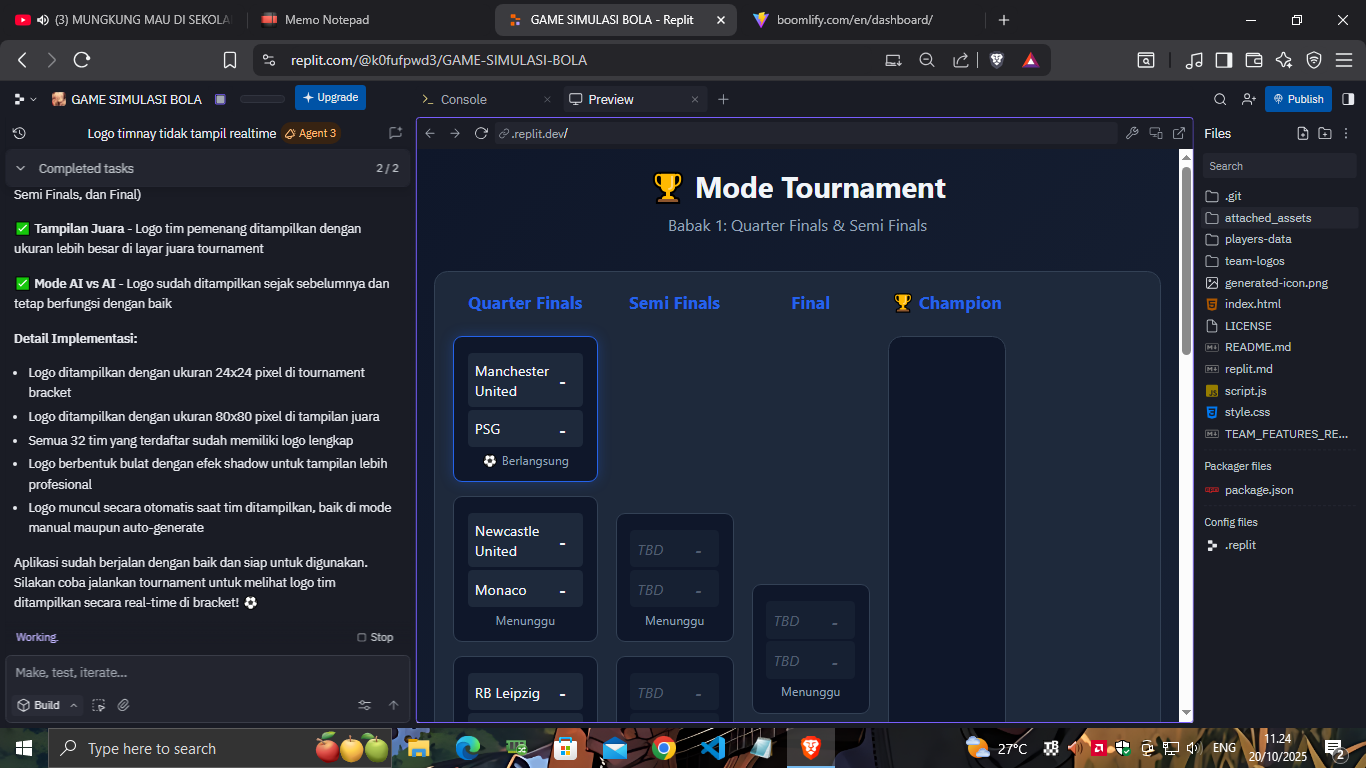 (3) MUNGKUNG MAU DI SEKOLA
Memo Notepad
GAME SIMULASI BOLA - Replit
boomlify.com/en/dashboard/
replit.com/@k0fufpwd3/GAME-SIMULASI-BOLA
GAME SIMULASI BOLA
Upgrade
Console
Preview
Publish
Logo timnay tidak tampil realtime
Agent 3
.replit.dev/
Files
Completed tasks
2 / 2
Semi Finals, dan Final)
✅ Tampilan Juara - Logo tim pemenang ditampilkan dengan
ukuran lebih besar di layar juara tournament
✅ Mode AI vs AI - Logo sudah ditampilkan sejak sebelumnya dan
tetap berfungsi dengan baik
Detail Implementasi:
• Logo ditampilkan dengan ukuran 24x24 pixel di tournament
bracket
• Logo ditampilkan dengan ukuran 80x80 pixel di tampilan juara
• Semua 32 tim yang terdaftar sudah memiliki logo lengkap
• Logo berbentuk bulat dengan efek shadow untuk tampilan lebih
profesional
• Logo muncul secara otomatis saat tim ditampilkan, baik di mode
manual maupun auto-generate
Aplikasi sudah berjalan dengan baik dan siap untuk digunakan.
Silakan coba jalankan tournament untuk melihat logo tim
ditampilkan secara real-time di bracket! ⚽
Working.
Stop
Make, test, iterate...
Build
🏆 Mode Tournament
Babak 1: Quarter Finals & Semi Finals
Quarter Finals
Semi Finals
Final
🏆 Champion
Manchester
United
-
PSG
-
⚽ Berlangsung
Newcastle
United
-
Monaco
-
Menunggu
RB Leipzig
-
TBD
-
TBD
-
Menunggu
TBD
-
TBD
-
TBD
-
Menunggu
Search
.git
attached_assets
players-data
team-logos
generated-icon.png
index.html
LICENSE
README.md
replit.md
script.js
style.css
TEAM_FEATURES_RE...
Packager files
package.json
Config files
.replit
Type here to search
27°C
ENG
11.24
20/10/2025
2